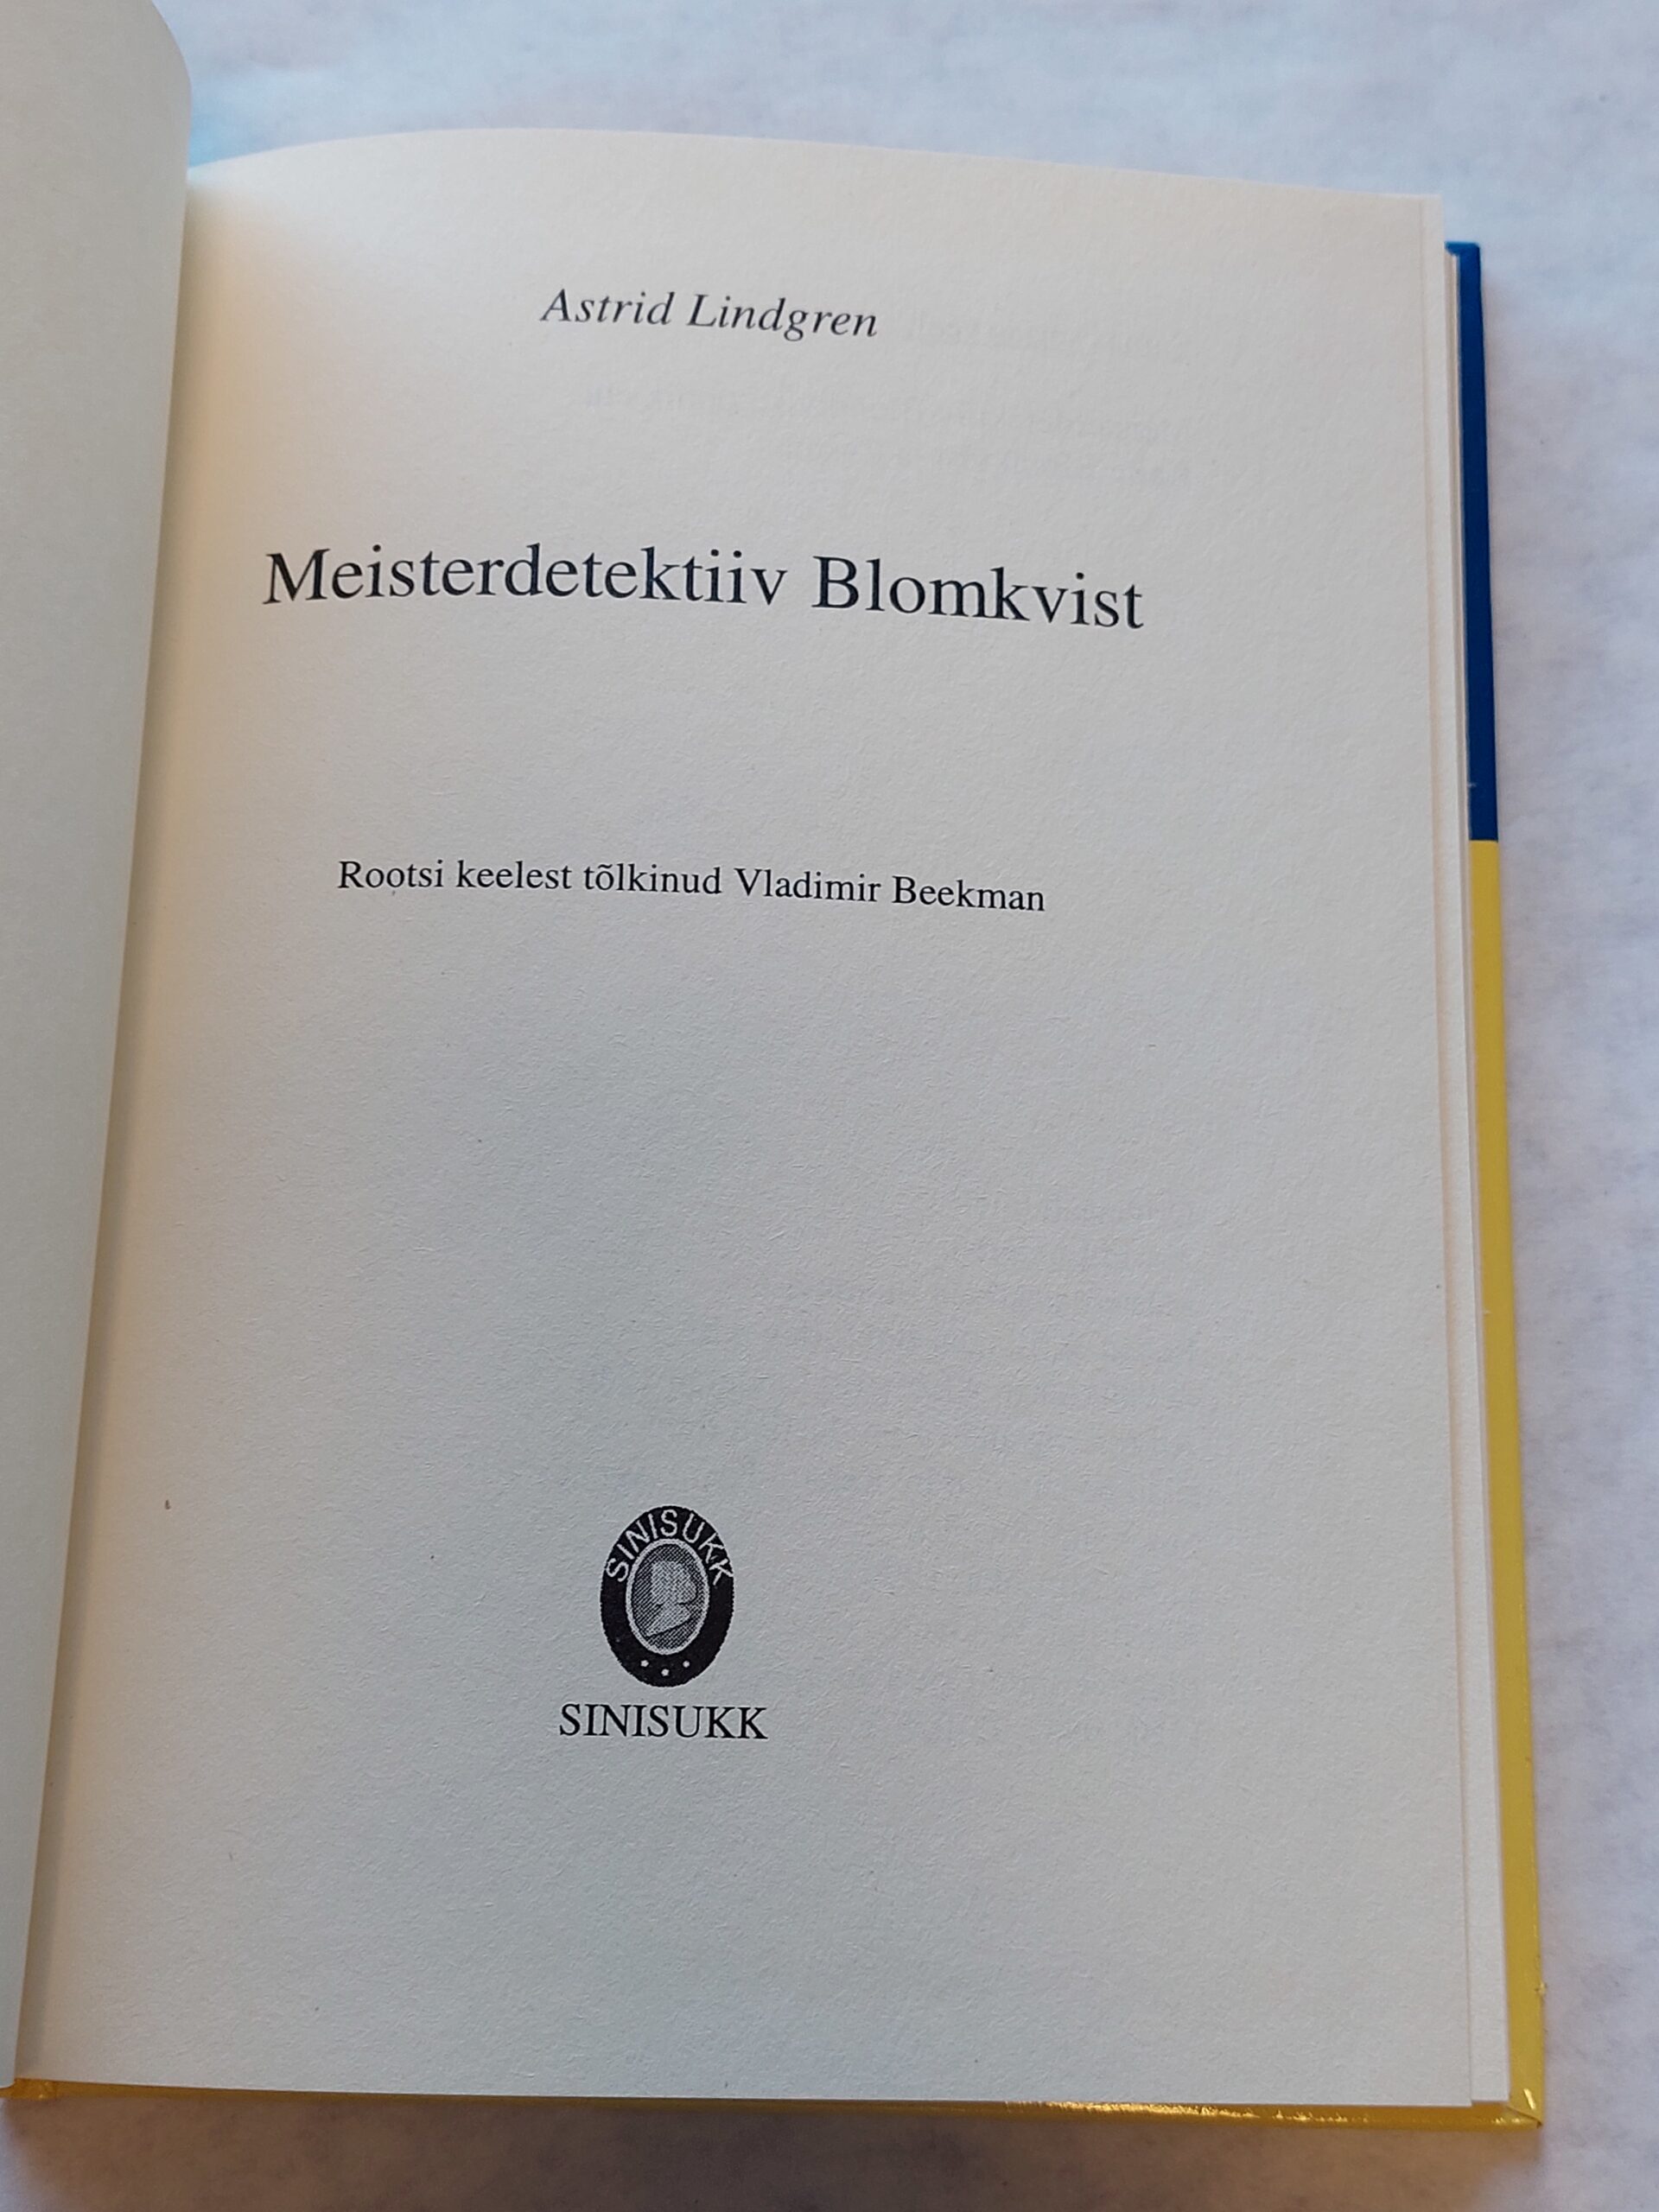 Astrid Lindgren
Meisterdetektiiv Blomkvist
Rootsi keelest tõlkinud Vladimir Beekman
SINISUKK
SINISUKK